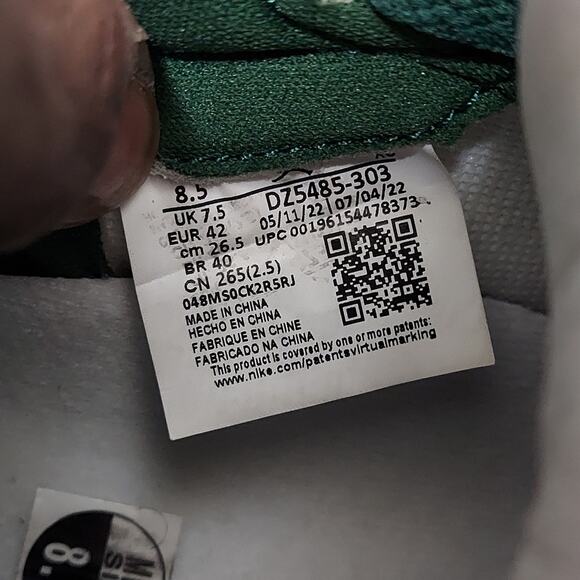 8.5
UK 7.5
EUR 42
cm 26.5
BR 40
CN 265(2.5)
DZ5485-303
05/11/22 | 07/04/22
UPC 00196154478373
048MS0CK2R5RJ
MADE IN CHINA
HECHO EN CHINA
FABRIQUE EN CHINE
FABRICADO NA CHINA
This product is covered by one or more patents:
www.nike.com/patentsvirtualmarking
8.